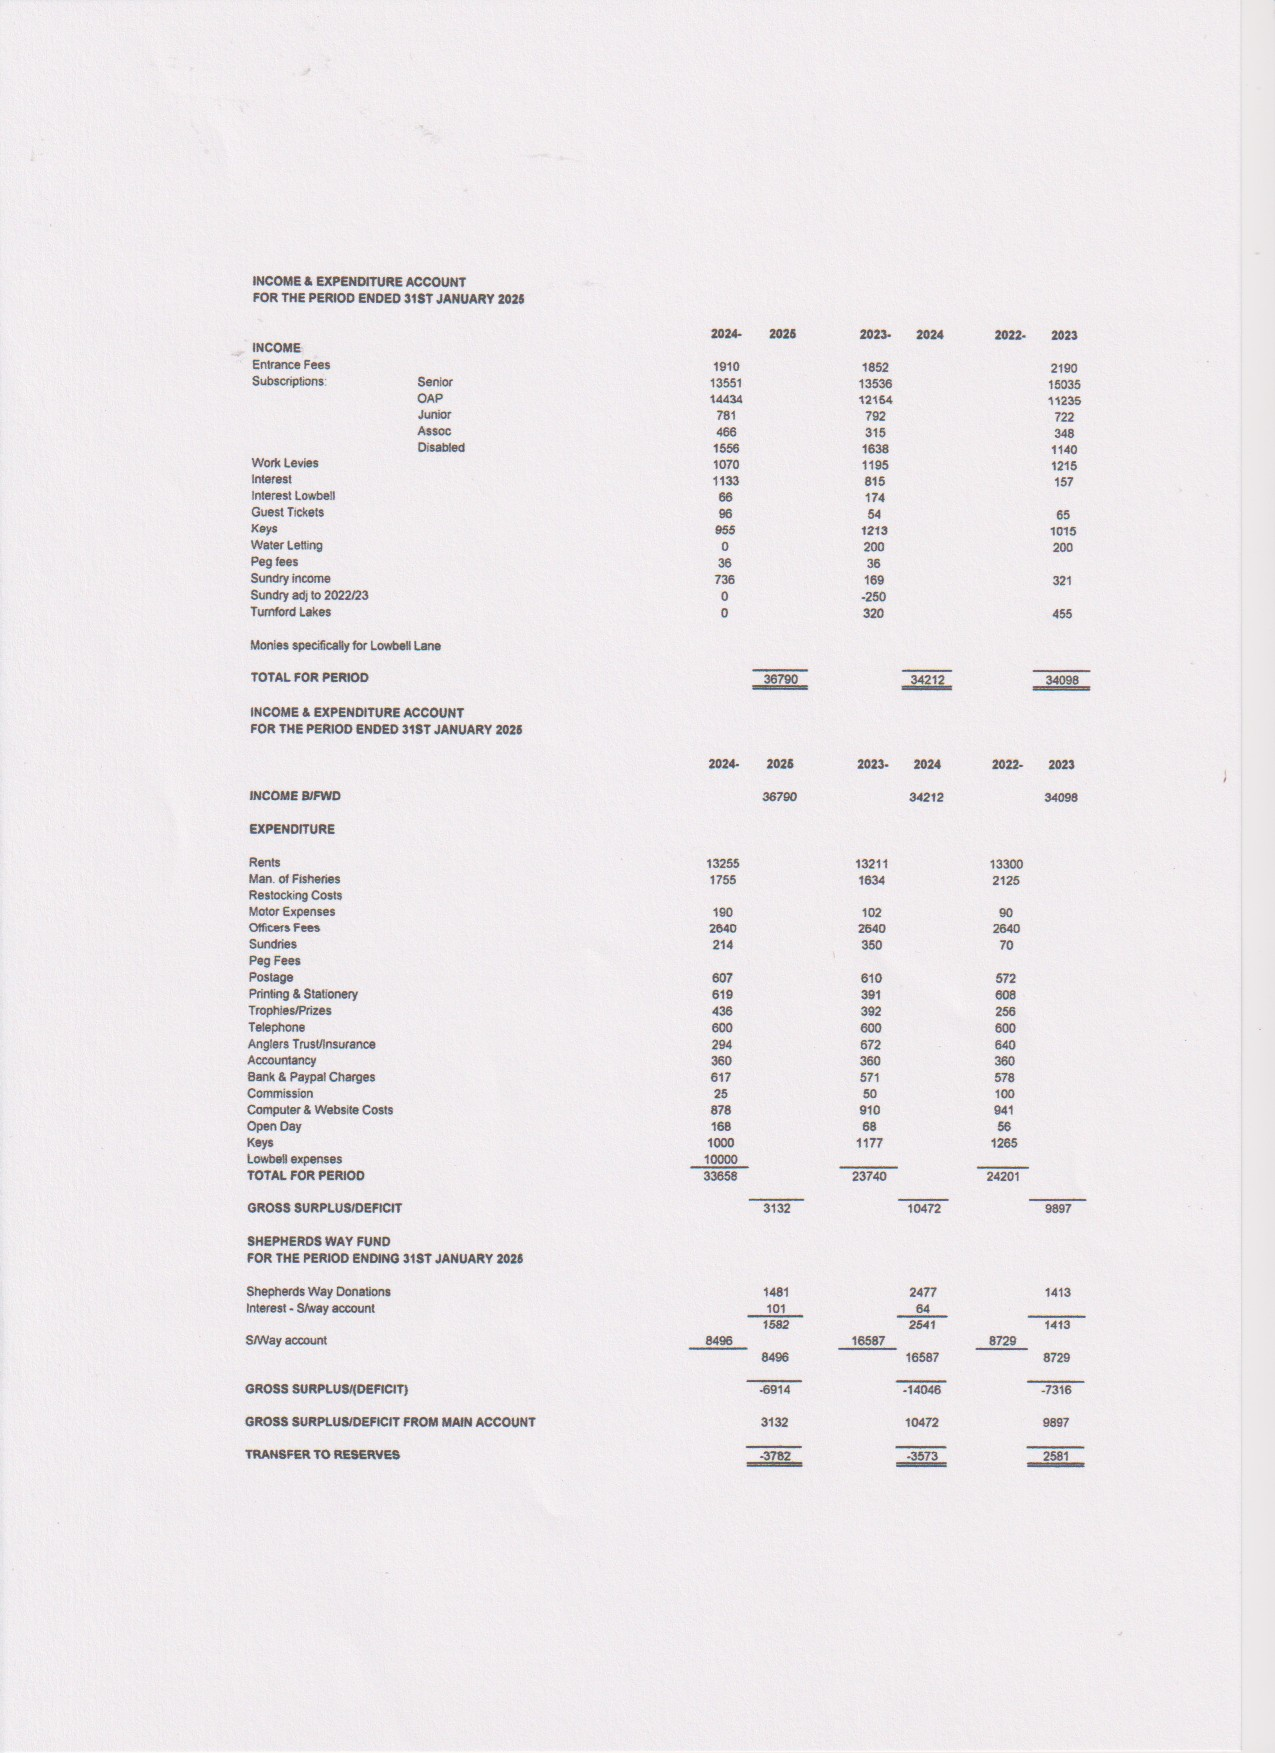 INCOME & EXPENDITURE ACCOUNT
FOR THE PERIOD ENDED 31ST JANUARY 2025
2024- 2025 2023- 2024 2022- 2023
INCOME
Entrance Fees 1910 1852 2190
Subscriptions: Senior 13551 13536 15035
OAP 14434 12154 11235
Junior 781 792 722
Assoc 466 315 348
Disabled 1556 1638 1140
Work Levies 1070 1195 1215
Interest 1133 815 157
Interest Lowbell 66 174
Guest Tickets 96 54 65
Keys 955 1213 1015
Water Letting 0 200 200
Peg fees 36 36
Sundry income 736 169 321
Sundry adj to 2022/23 0 -250
Turnford Lakes 0 320 455
Monies specifically for Lowbell Lane
TOTAL FOR PERIOD 36790 34212 34098
INCOME & EXPENDITURE ACCOUNT
FOR THE PERIOD ENDED 31ST JANUARY 2025
2024- 2025 2023- 2024 2022- 2023
INCOME B/FWD 36790 34212 34098
EXPENDITURE
Rents 13255 13211 13300
Man. of Fisheries 1755 1634 2125
Restocking Costs
Motor Expenses 190 102 90
Officers Fees 2640 2640 2640
Sundries 214 350 70
Peg Fees
Postage 607 610 572
Printing & Stationery 619 391 608
Trophies/Prizes 436 392 256
Telephone 600 600 600
Anglers Trust/Insurance 294 672 640
Accountancy 360 360 360
Bank & Paypal Charges 617 571 578
Commission 25 50 100
Computer & Website Costs 878 910 941
Open Day 168 68 56
Keys 1000 1177 1265
Lowbell expenses 10000
TOTAL FOR PERIOD 33658 23740 24201
GROSS SURPLUS/DEFICIT 3132 10472 9897
SHEPHERDS WAY FUND
FOR THE PERIOD ENDING 31ST JANUARY 2025
Shepherds Way Donations 1481 2477 1413
Interest - S/way account 101 64
1582 2541 1413
S/Way account 8496 16587 8729
8496 16587 8729
GROSS SURPLUS/(DEFICIT) -6914 -14046 -7316
GROSS SURPLUS/DEFICIT FROM MAIN ACCOUNT 3132 10472 9897
TRANSFER TO RESERVES -3782 -3573 2581